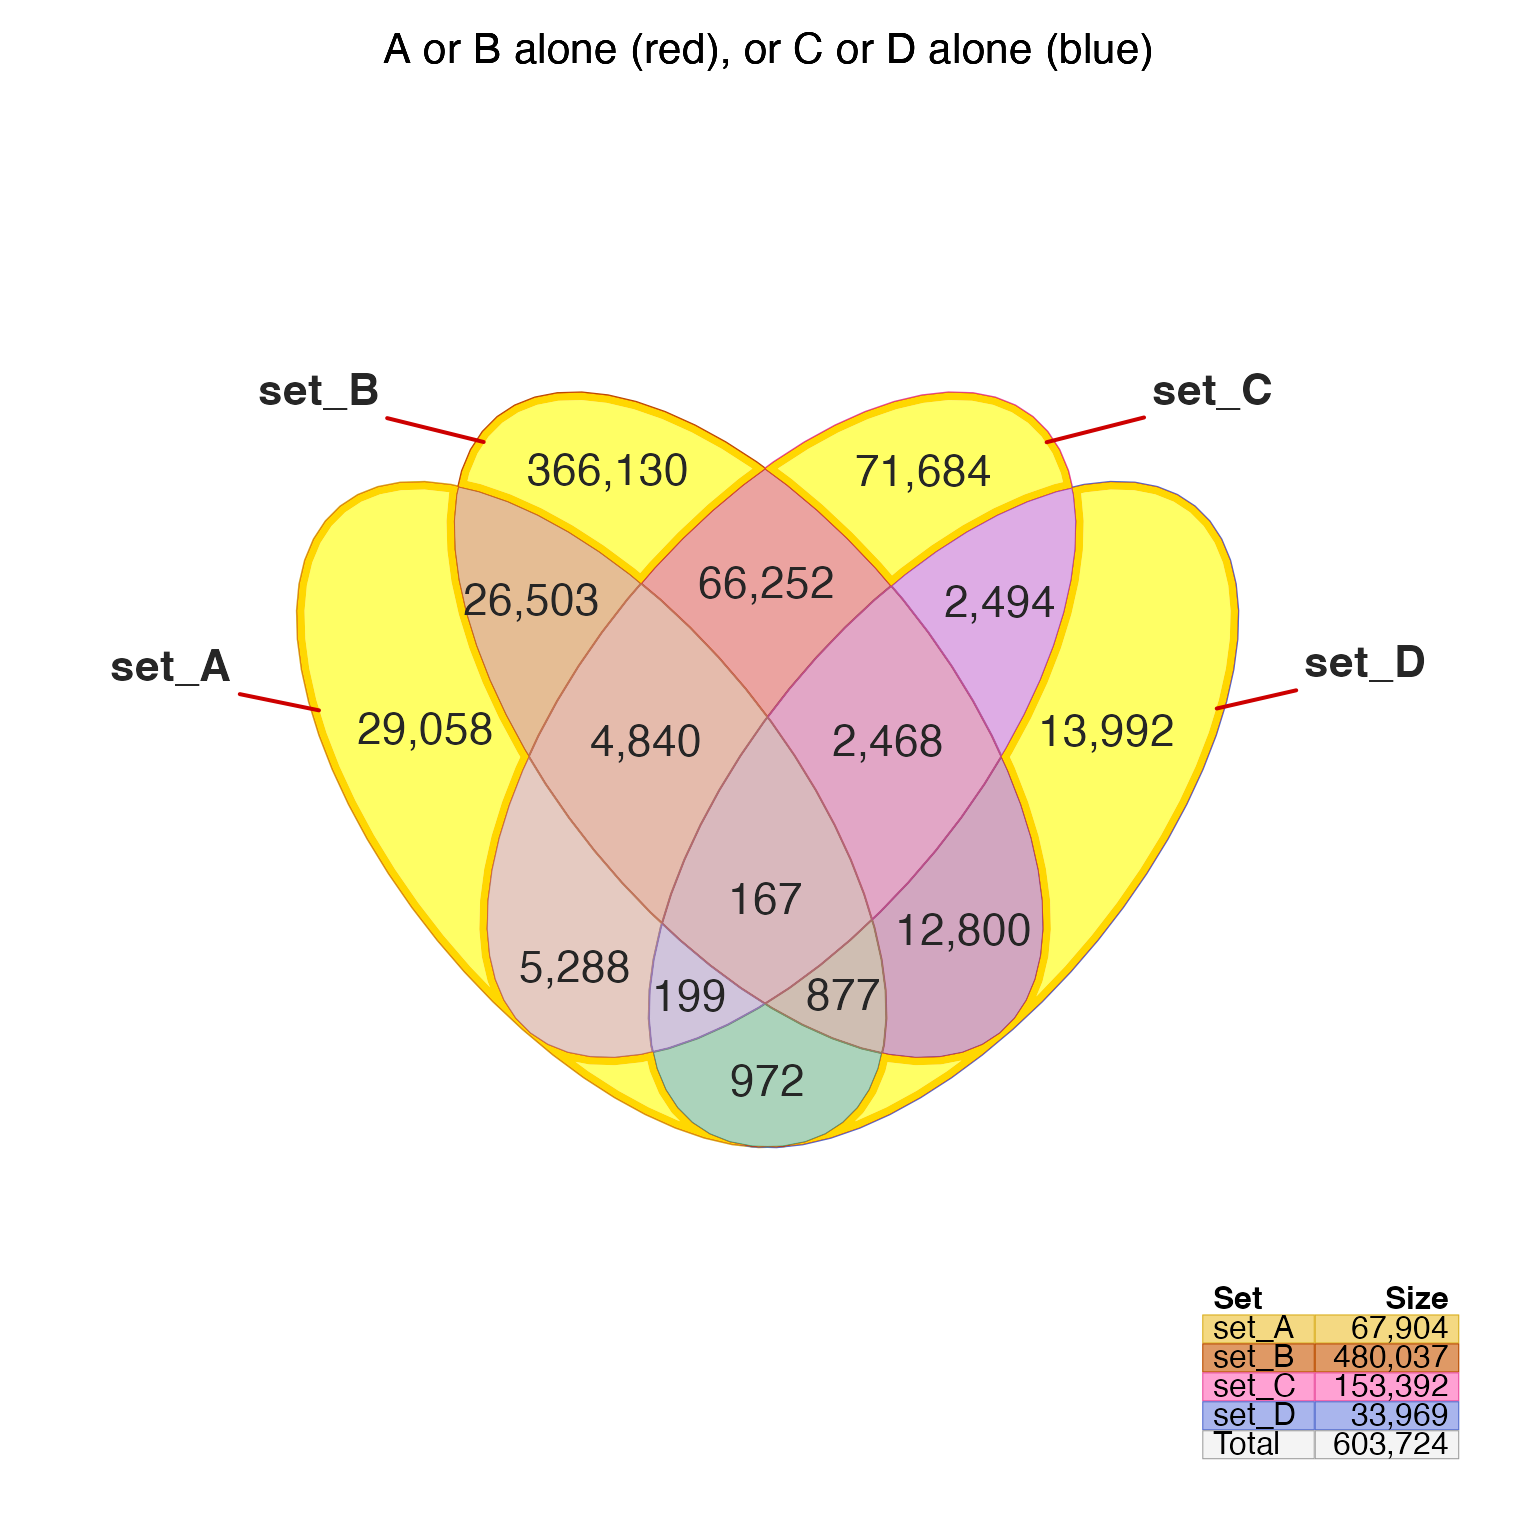 A or B alone (red), or C or D alone (blue)
set_B
set_C
366,130
71,684
26,503
66,252
2,494
set_A
set_D
29,058
4,840
2,468
13,992
167
12,800
5,288
199
877
972
Set Size
set_A 67,904
set_B 480,037
set_C 153,392
set_D 33,969
Total 603,724